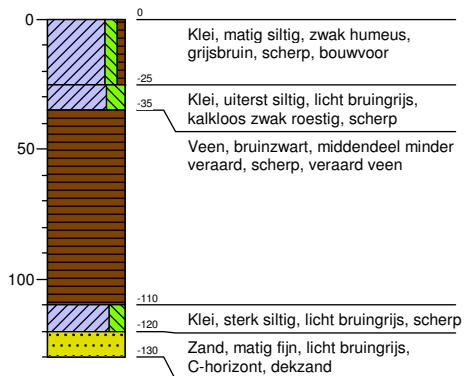 0
0
Klei, matig siltig, zwak humeus,
grijsbruin, scherp, bouwvoor
-25
Klei, uiterst siltig, licht bruingrijs,
kalkloos zwak roestig, scherp
-35
Veen, bruinzwart, middendeel minder
veraard, scherp, veraard veen
50
100
-110
Klei, sterk siltig, licht bruingrijs, scherp
-120
Zand, matig fijn, licht bruingrijs,
C-horizont, dekzand
-130